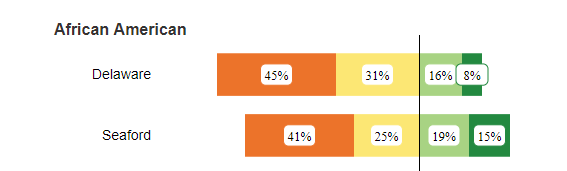 African American
Delaware 45% 31% 16% 8%
Seaford 41% 25% 19% 15%